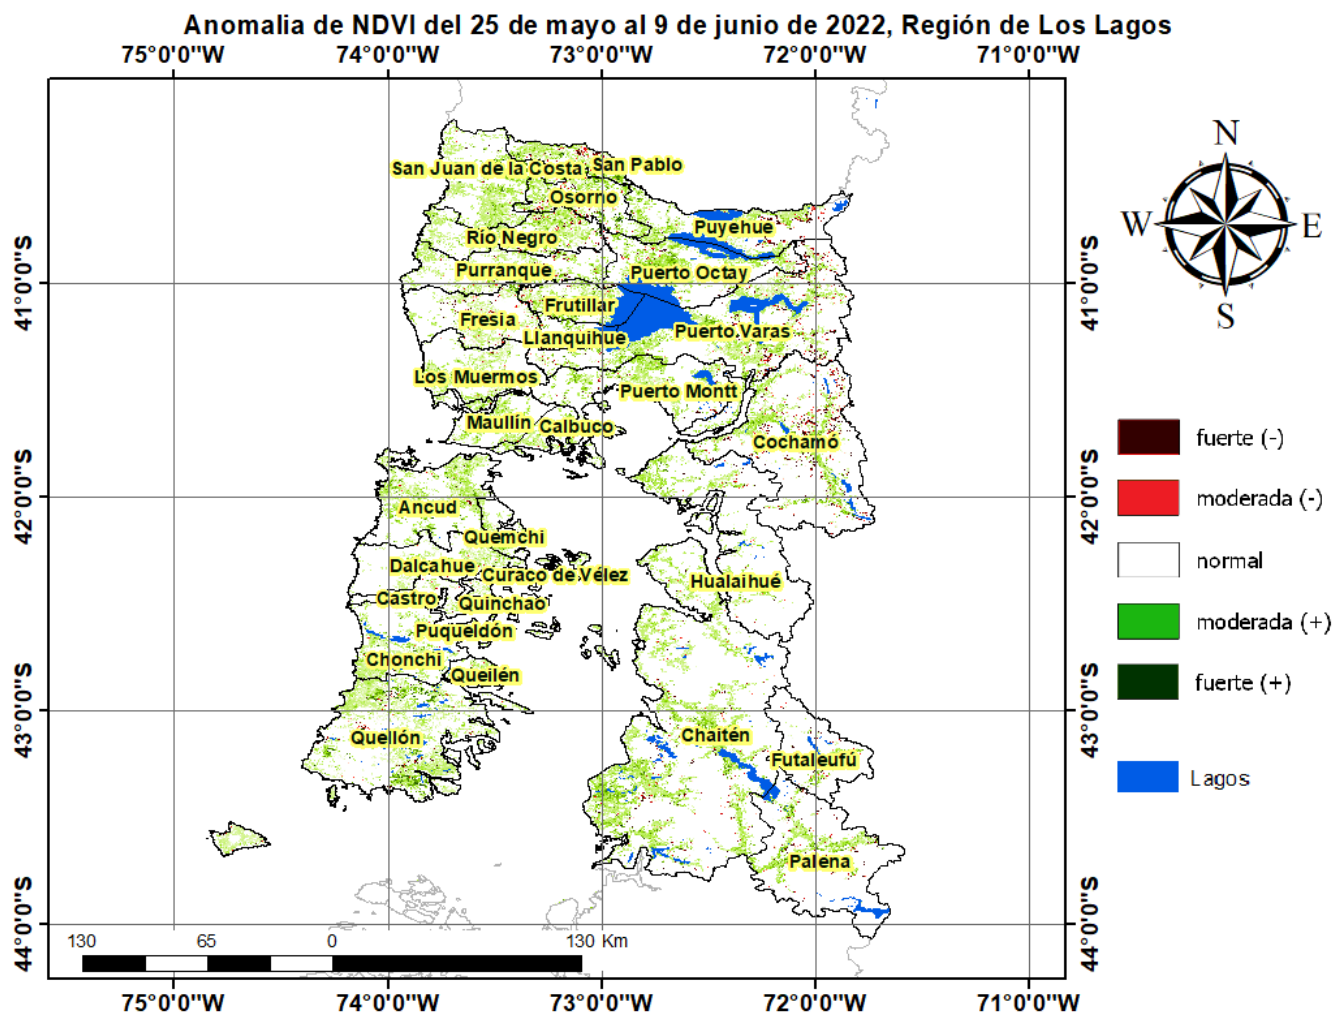 Anomalia de NDVI del 25 de mayo al 9 de junio de 2022, Región de Los Lagos
75°0'0"W 74°0'0"W 73°0'0"W 72°0'0"W 71°0'0"W
N
W E
S
41°0'0"S 41°0'0"S
42°0'0"S 42°0'0"S
43°0'0"S 43°0'0"S
44°0'0"S 44°0'0"S
San Juan de la Costa San Pablo
Osorno
Puyehue
Río Negro
Purranque Puerto Octay
Frutillar
Fresia
Llanquihue Puerto Varas
Los Muermos Puerto Montt
Maullín Calbuco
Cochamó
Ancud
Quemchi
Dalcahue Curaco de Vélez
Hualaihué
Castro Quinchao
Puqueldón
Chonchi
Queilén
Quellón Chaitén
Futaleufú
Palena
fuerte (-)
moderada (-)
normal
moderada (+)
fuerte (+)
Lagos
130 65 0 130 Km
75°0'0"W 74°0'0"W 73°0'0"W 72°0'0"W 71°0'0"W